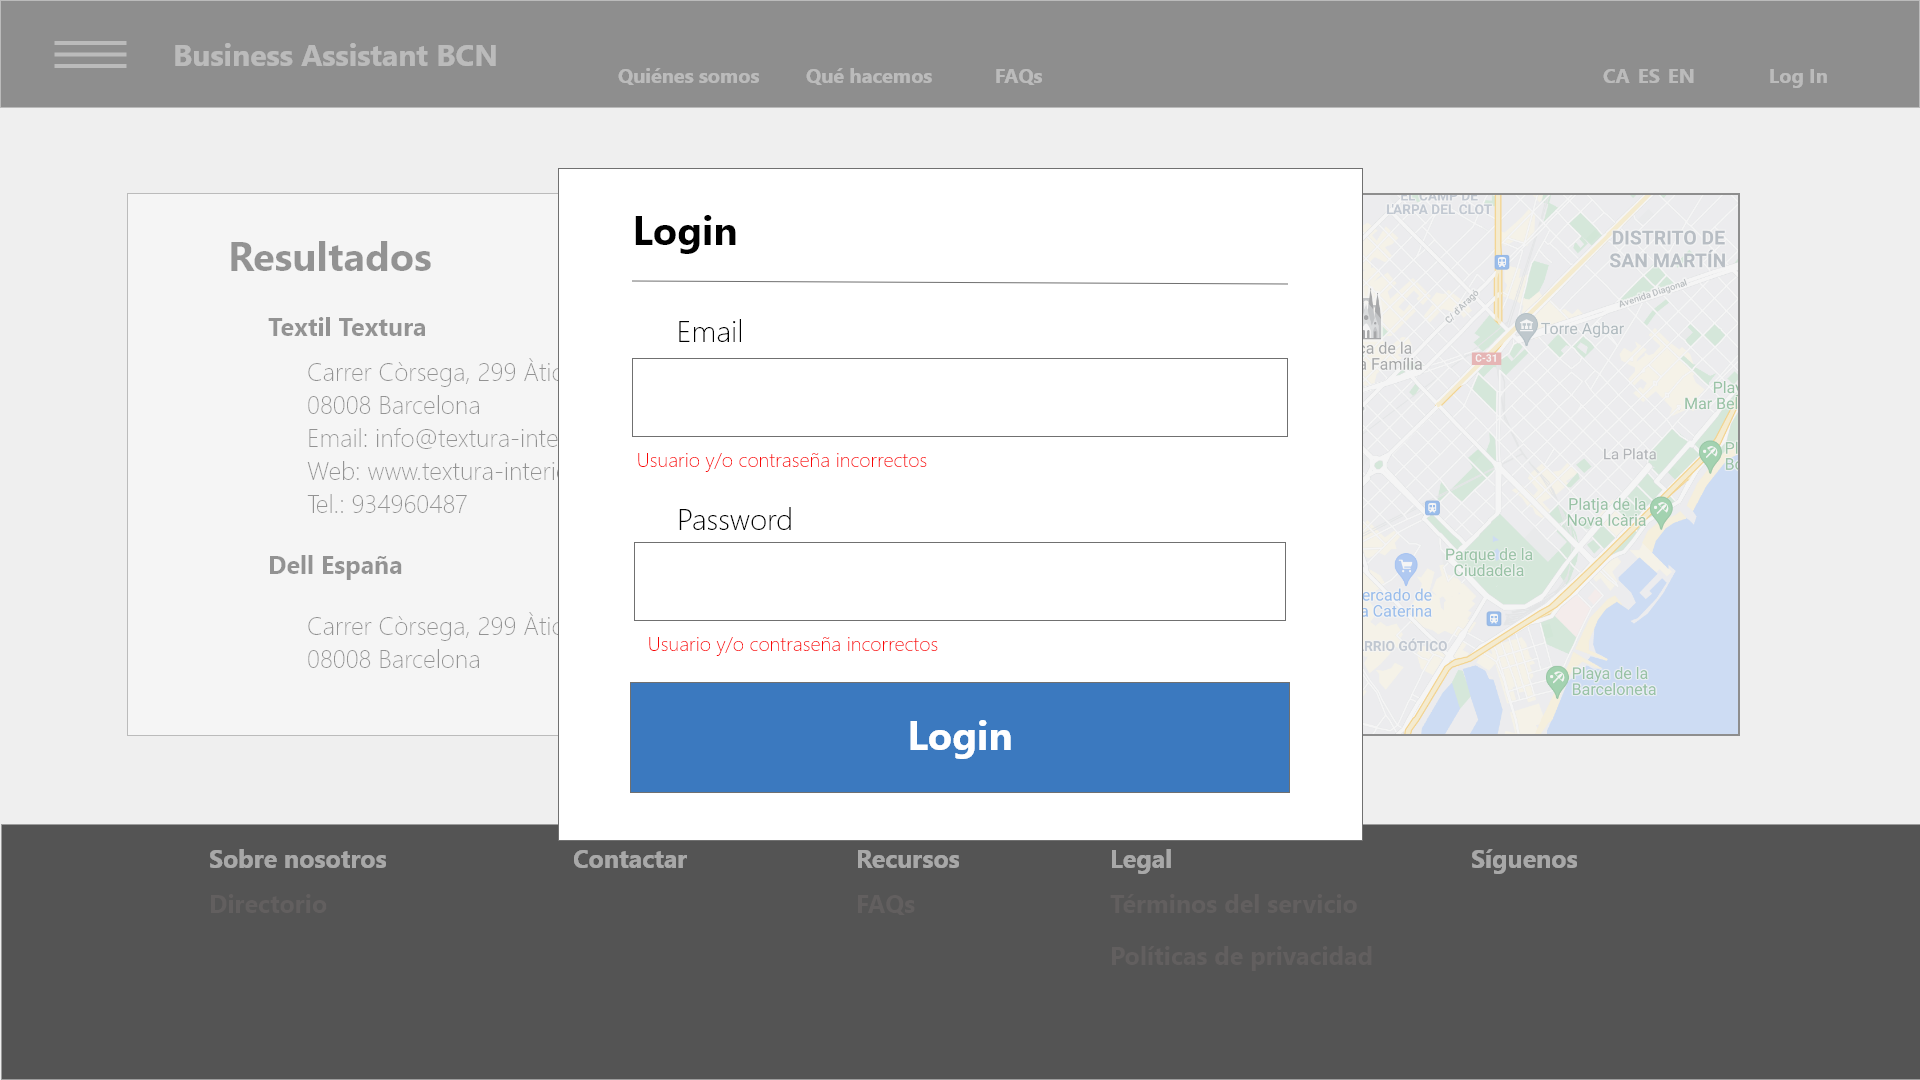 Business Assistant BCN
Quiénes somos
Qué hacemos
FAQs
CA ES EN
Log In
Resultados
Textil Textura
Carrer Còrsega, 299 Àtic
08008 Barcelona
Email: info@textura-inte
Web: www.textura-interi
Tel.: 934960487
Dell España
Carrer Còrsega, 299 Àtic
08008 Barcelona
Login
Email
Usuario y/o contraseña incorrectos
Password
Usuario y/o contraseña incorrectos
Login
EL CAMP DE
L'ARPA DEL CLOT
DISTRITO DE
SAN MARTÍN
Avenida Diagonal
C/ d'Aragó
Torre Agbar
ca de la
a Família
C-31
Play
Mar Bel
La Plata
Pl
Bo
Platja de la
Nova Icaria
Parque de la
Ciudadela
ercado de
a Caterina
RRIO GÓTICO
Playa de la
Barceloneta
Sobre nosotros
Directorio
Contactar
Recursos
FAQs
Legal
Términos del servicio
Políticas de privacidad
Síguenos